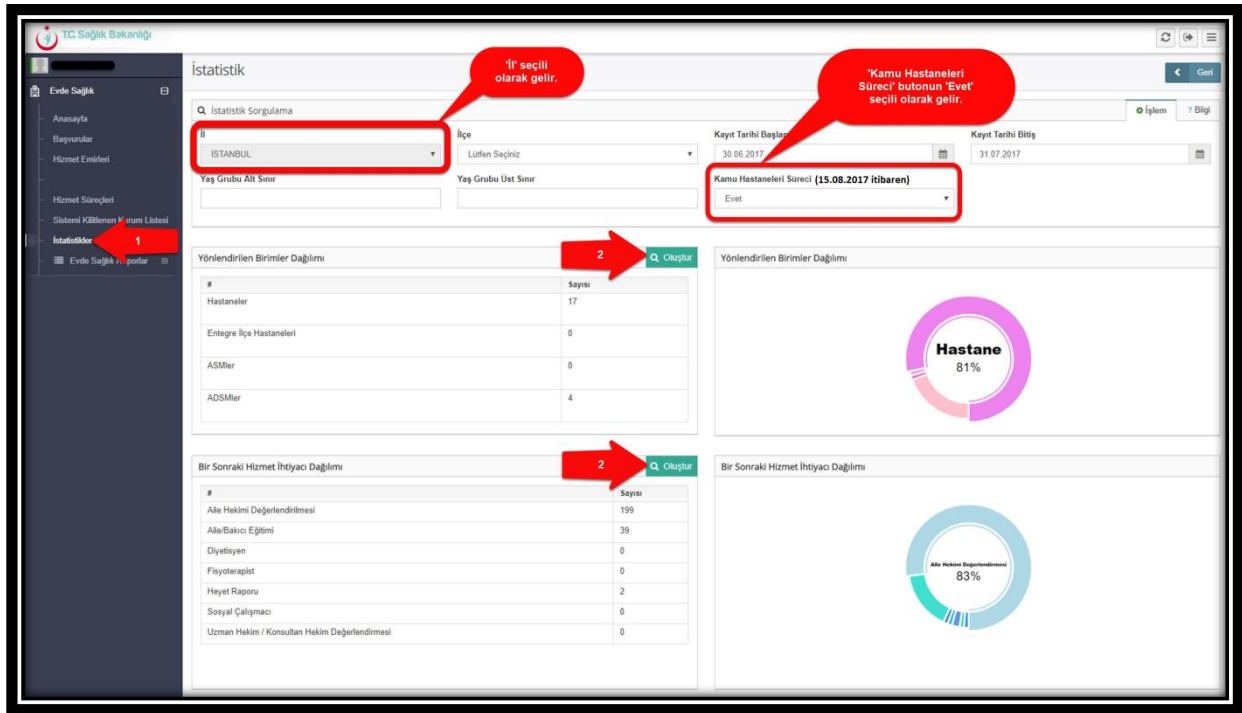 T.C. Sağlık Bakanlığı
Evde Sağlık
Anasayfa
Başvurular
Hizmet Emirleri
Hizmet Süreçleri
Sistemi Kilitlenen Kurum Listesi
İstatistikler
1
Evde Sağlık
İstatistik
'İl' seçili
olarak gelir.
'Kamu Hastaneleri
Süreci' butonun 'Evet'
seçili olarak gelir.
Geri
İstatistik Sorgulama
İşlem
? Bilgi
İl
İSTANBUL
İlçe
Lütfen Seçiniz
Kayıt Tarihi
30.06.2017
Kayıt Tarihi Bitiş
31.07.2017
Yaş Grubu Alt Sınır
Yaş Grubu Üst Sınır
Kamu Hastaneleri Süreci (15.08.2017 itibaren)
Evet
Yönlendirilen Birimler Dağılımı
2
Oluştur
# Sayısı
Hastaneler 17
Entegre İlçe Hastaneleri 0
ASMler 0
ADSMler 4
Yönlendirilen Birimler Dağılımı
Hastane
81%
Bir Sonraki Hizmet İhtiyacı Dağılımı
2
Oluştur
# Sayısı
Aile Hekimi Değerlendirilmesi 199
Aile/Bakıcı Eğitimi 39
Diyetisyen 0
Fizyoterapist 0
Heyet Raporu 2
Sosyal Çalışmacı 0
Uzman Hekim / Konsultan Hekim Değerlendirmesi 0
Bir Sonraki Hizmet İhtiyacı Dağılımı
Aile Hekimi Değerlendirmesi
83%